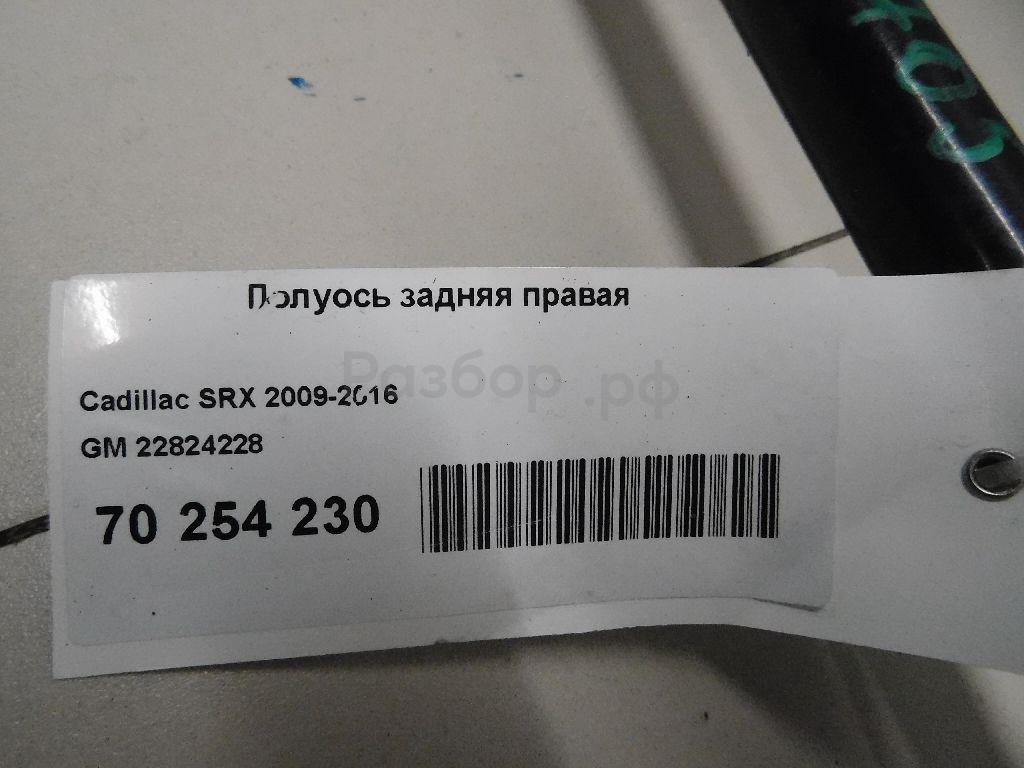 Полуось задняя правая
Разбор.рф
Cadillac SRX 2009-2016
GM 22824228
70 254 230